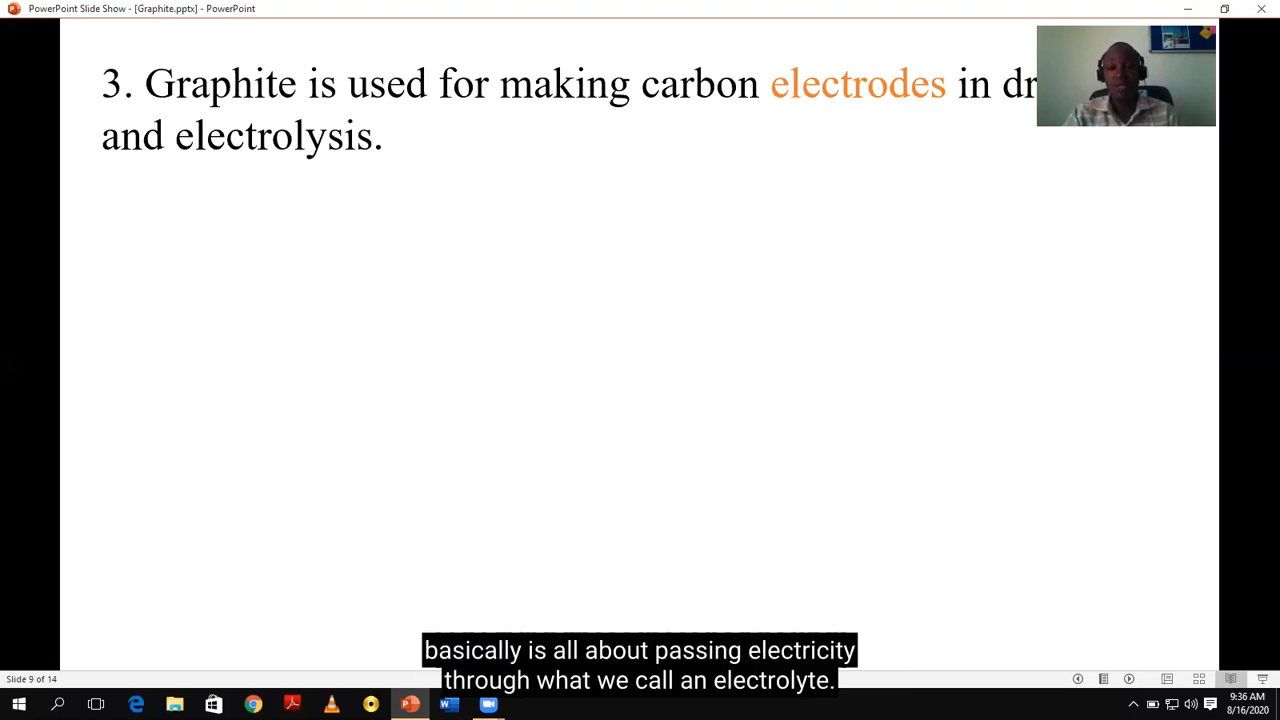 PowerPoint Slide Show - [Graphite.pptx] - PowerPoint
3. Graphite is used for making carbon electrodes in
and electrolysis.
basically is all about passing electricity
through what we call an electrolyte.
Slide 9 of 14
9:36 AM
8/16/2020